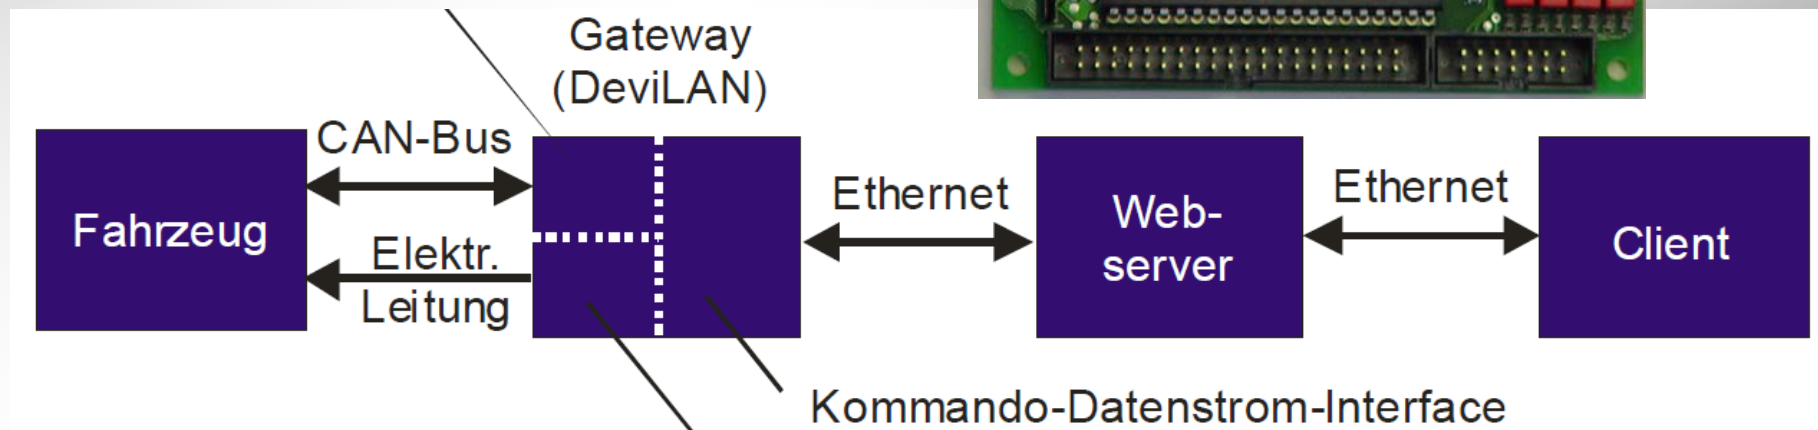 Gateway
(DeviLAN)
CAN-Bus
Fahrzeug
Elektr.
Leitung
Ethernet
Web-
server
Ethernet
Client
Kommando-Datenstrom-Interface